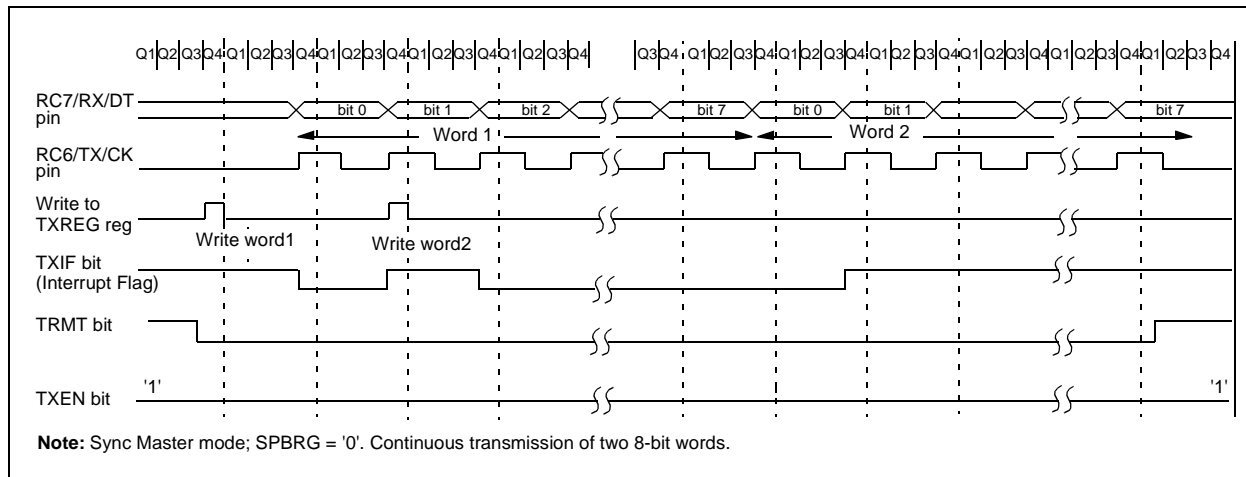 Q1 Q2 Q3 Q4 Q1 Q2 Q3 Q4 Q1 Q2 Q3 Q4 Q1 Q2 Q3 Q4 Q1 Q2 Q3 Q4 Q3 Q4 Q1 Q2 Q3 Q4 Q1 Q2 Q3 Q4 Q1 Q2 Q3 Q4 Q1 Q2 Q3 Q4 Q1 Q2 Q3 Q4 Q1 Q2 Q3 Q4
RC7/RX/DT
pin
bit 0 bit 1 bit 2 bit 7 bit 0 bit 1 bit 7
Word 1 Word 2
RC6/TX/CK
pin
Write to
TXREG reg
Write word1 Write word2
TXIF bit
(Interrupt Flag)
TRMT bit
'1' '1'
TXEN bit
Note: Sync Master mode; SPBRG = '0'. Continuous transmission of two 8-bit words.